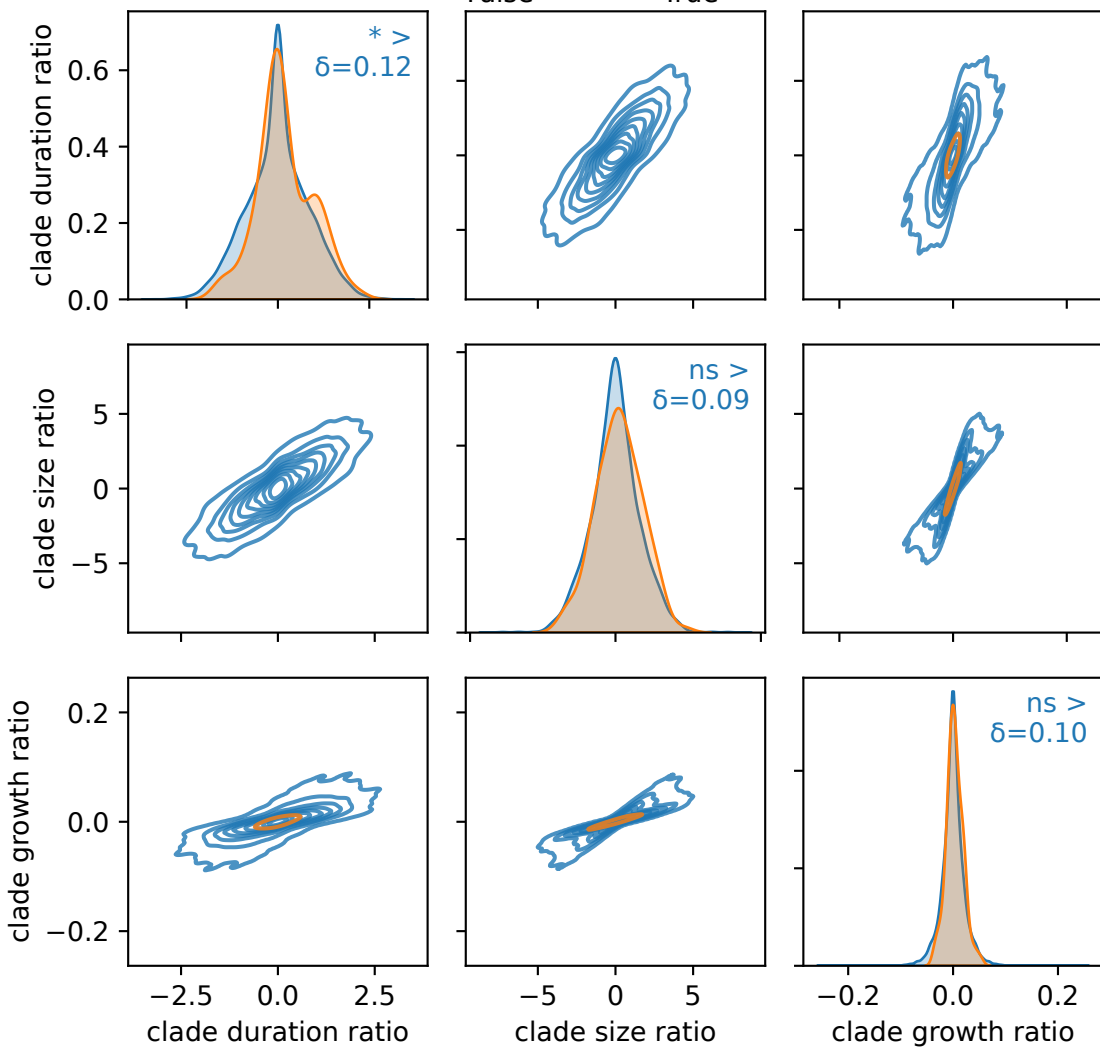 clade duration ratio
0.6
0.4
0.2
0.0
* >
δ=0.12
clade size ratio
5
0
−5
ns >
δ=0.09
clade growth ratio
0.2
0.0
−0.2
ns >
δ=0.10
−2.5 0.0 2.5
−5 0 5
−0.2 0.0 0.2
clade duration ratio
clade size ratio
clade growth ratio